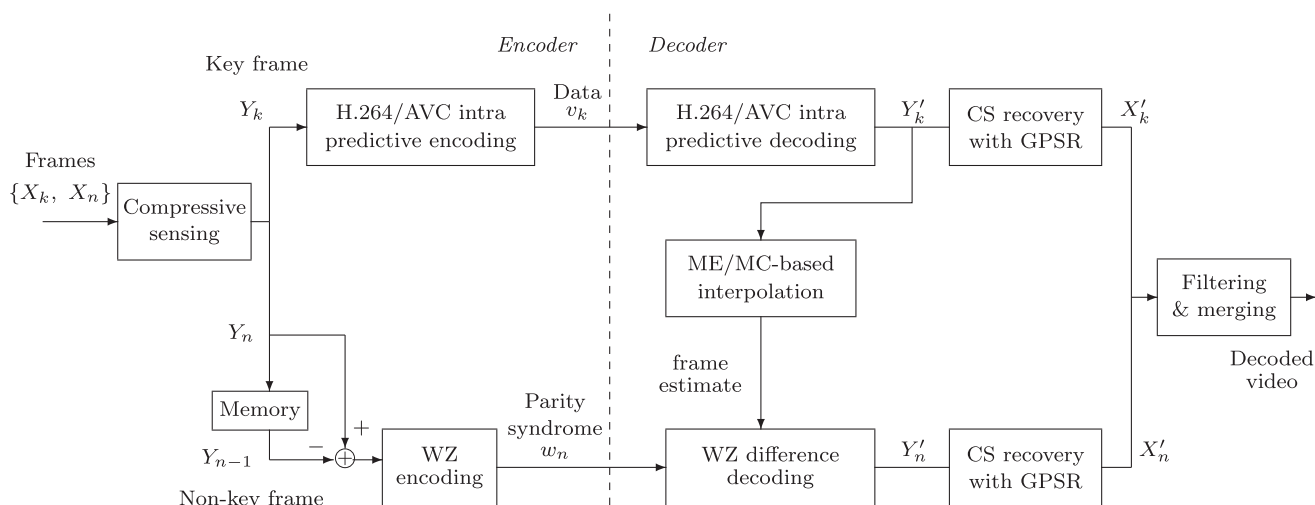 Encoder
Decoder
Key frame
Y_k
H.264/AVC intra
predictive encoding
Data
v_k
H.264/AVC intra
predictive decoding
Y′_k
CS recovery
with GPSR
X′_k
Frames
{X_k, X_n}
Compressive
sensing
ME/MC-based
interpolation
Filtering
& merging
Decoded
video
Y_n
frame
estimate
Memory
+
−
+
Y_{n−1}
Non-key frame
WZ
encoding
Parity
syndrome
w_n
WZ difference
decoding
Y′_n
CS recovery
with GPSR
X′_n